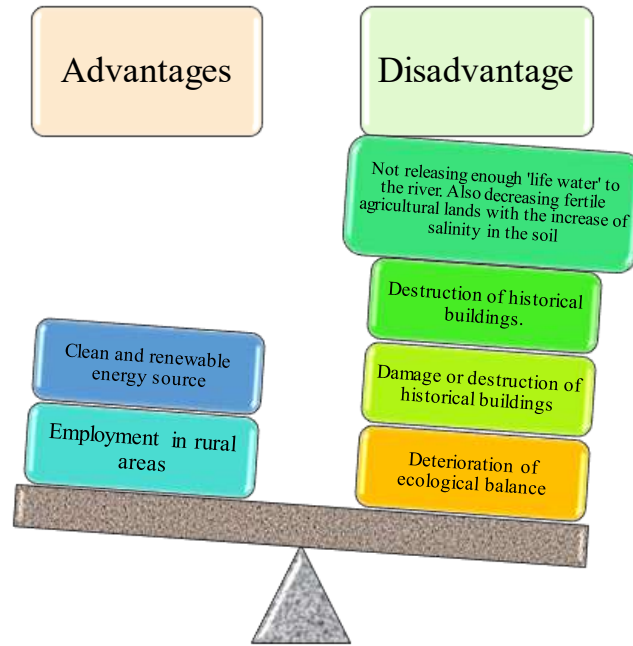 Advantages
Disadvantage
Not releasing enough 'life water' to
the river. Also decreasing fertile
agricultural lands with the increase of
salinity in the soil
Destruction of historical
buildings.
Clean and renewable
energy source
Damage or destruction of
historical buildings
Employment in rural
areas
Deterioration of
ecological balance